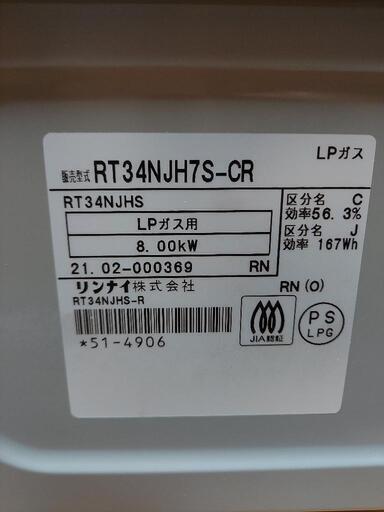 LPガス
販売型式 RT34NJH7S-CR
RT34NJHS
LPガス用
8.00kW
区分名 C
効率56.3%
区分名 J
効率 167Wh
21.02-000369 RN
リンナイ株式会社 RN(O)
RT34NJHS-R
*51-4906
JIA認証
PS
LPG